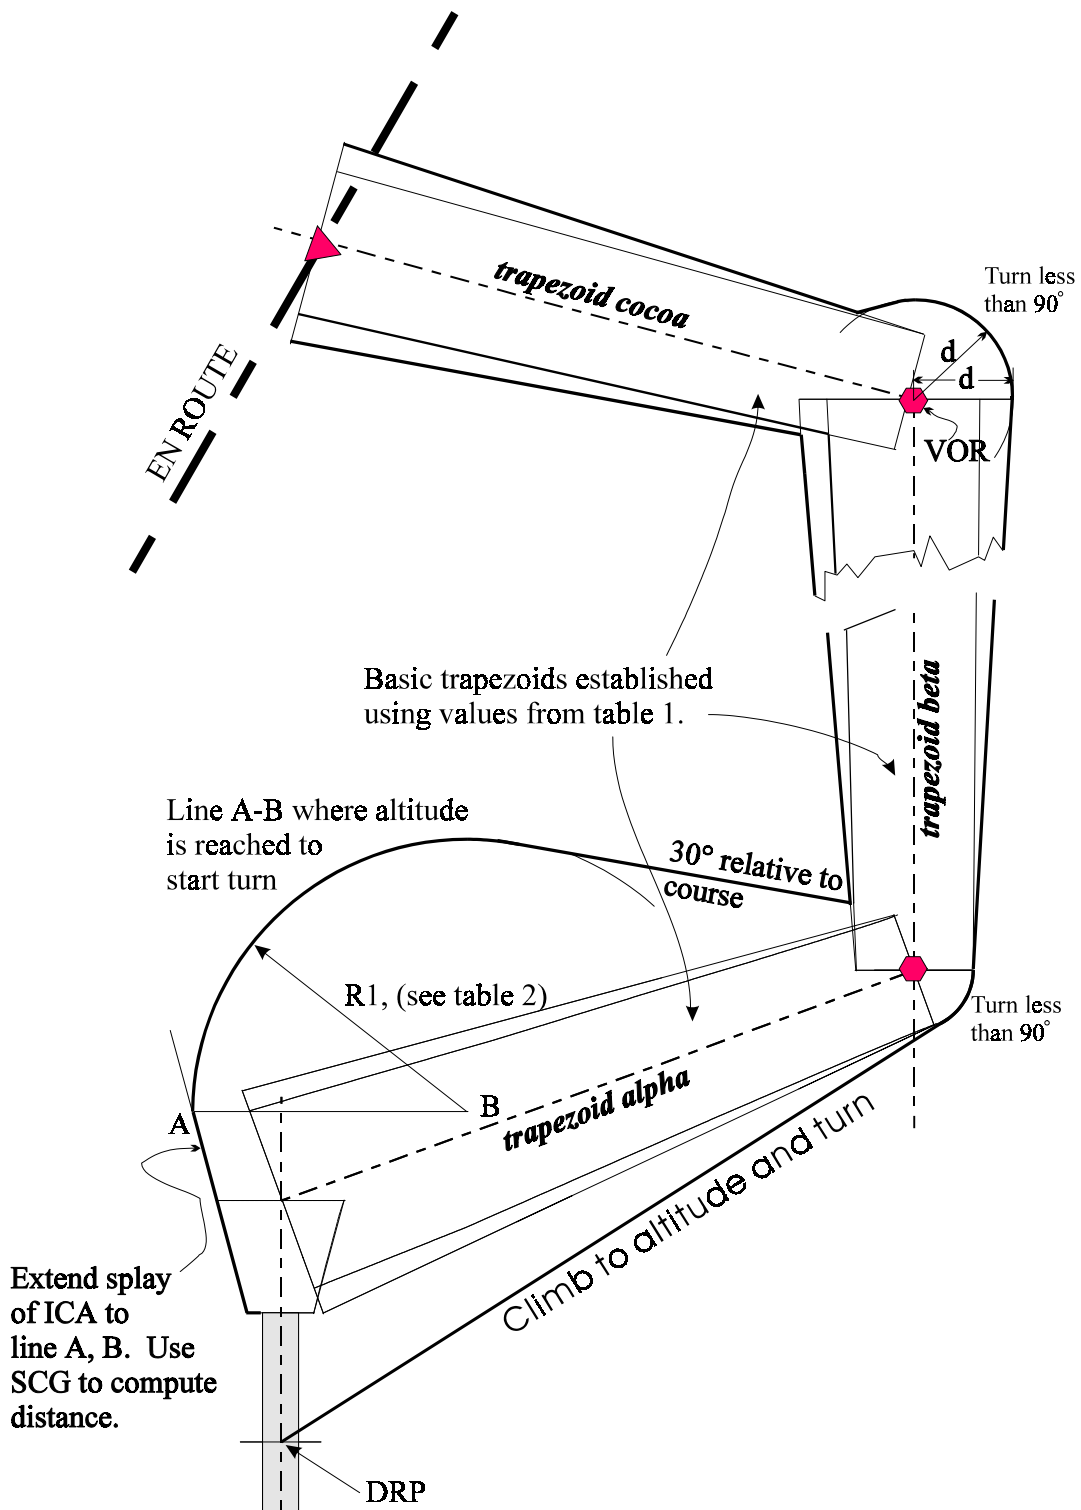 trapezoid cocoa
Turn less
than 90°
d
d
VOR
EN ROUTE
Basic trapezoids established
using values from table 1.
trapezoid beta
Line A-B where altitude
is reached to
start turn
30° relative to
course
R1, (see table 2)
Turn less
than 90°
A
B
trapezoid alpha
Climb to altitude and turn
Extend splay
of ICA to
line A, B. Use
SCG to compute
distance.
DRP